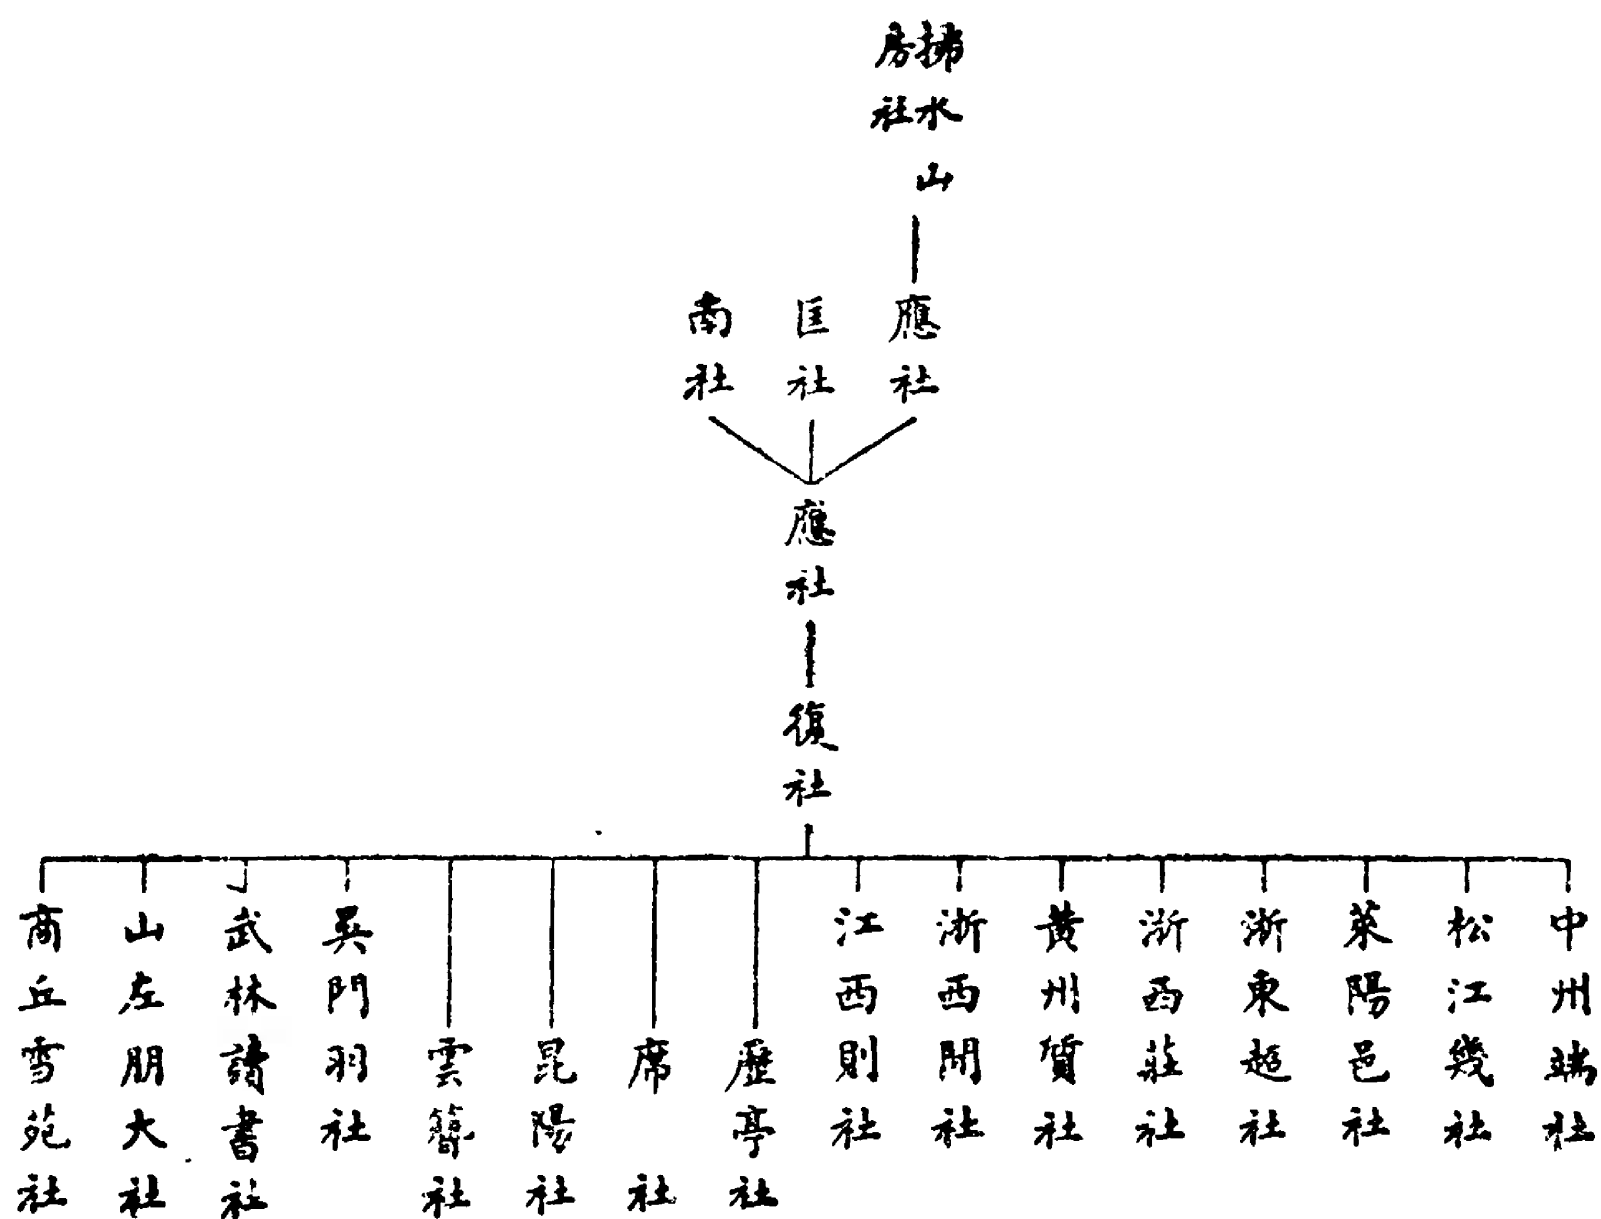 拂水山
房社
應社
匡社
南社
應社
復社
中州端社
松江幾社
萊陽邑社
浙東超社
浙西莊社
黃州質社
浙西聞社
江西則社
歷亭社
席社
昆陽社
雲簪社
吳門羽社
武林讀書社
山左朋大社
商丘雪苑社